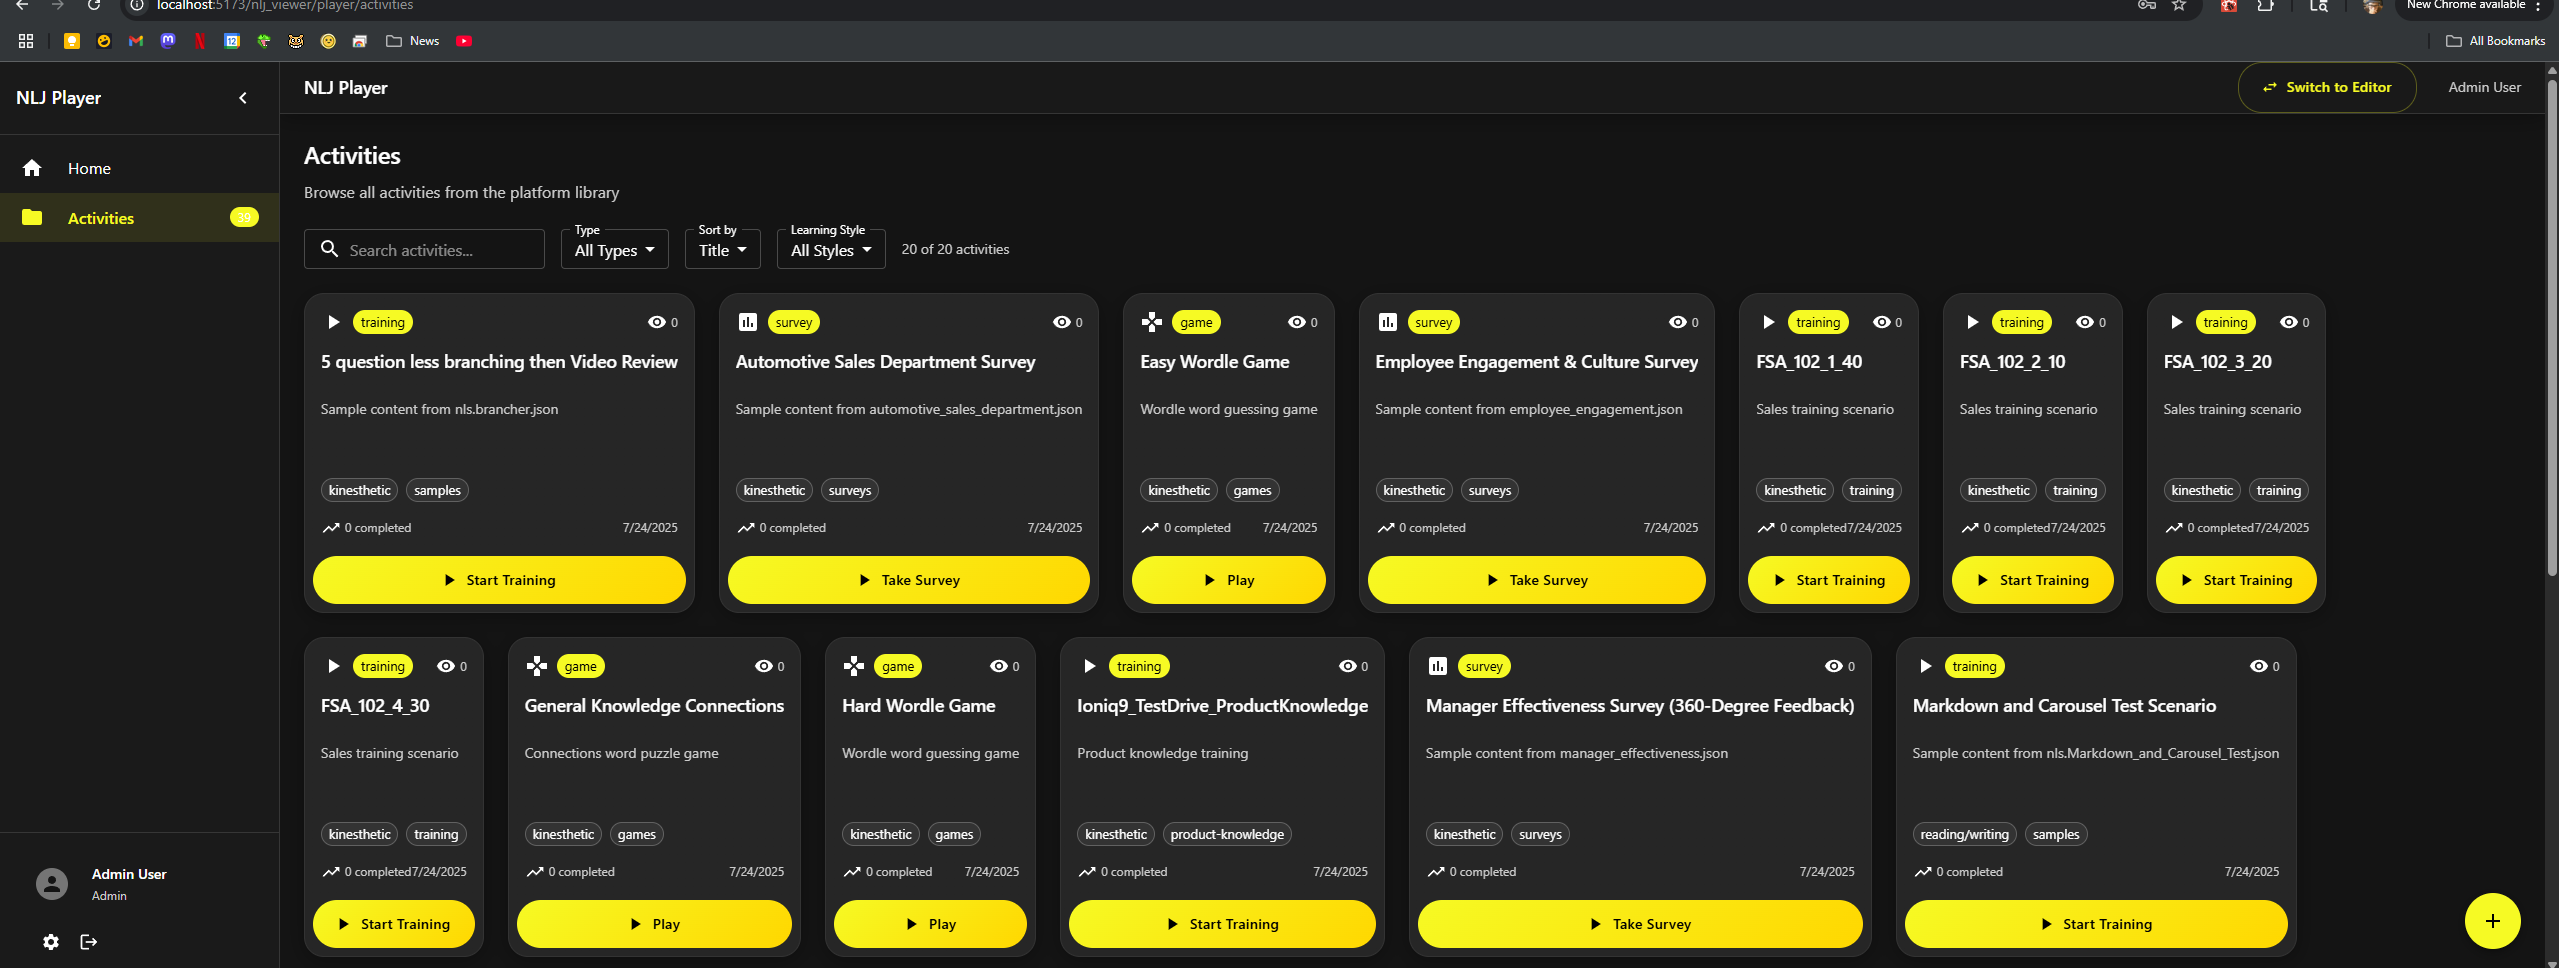 localhost:5173/nlj_viewer/player/activities
New Chrome available
News
All Bookmarks
NLJ Player
NLJ Player
Switch to Editor
Admin User
Home
Activities
39
Activities
Browse all activities from the platform library
Search activities...
Type
All Types
Sort by
Title
Learning Style
All Styles
20 of 20 activities
training
0
5 question less branching then Video Review
Sample content from nls.brancher.json
kinesthetic
samples
0 completed
7/24/2025
Start Training
survey
0
Automotive Sales Department Survey
Sample content from automotive_sales_department.json
kinesthetic
surveys
0 completed
7/24/2025
Take Survey
game
0
Easy Wordle Game
Wordle word guessing game
kinesthetic
games
0 completed
7/24/2025
Play
survey
0
Employee Engagement & Culture Survey
Sample content from employee_engagement.json
kinesthetic
surveys
0 completed
7/24/2025
Take Survey
training
0
FSA_102_1_40
Sales training scenario
kinesthetic
training
0 completed
7/24/2025
Start Training
training
0
FSA_102_2_10
Sales training scenario
kinesthetic
training
0 completed
7/24/2025
Start Training
training
0
FSA_102_3_20
Sales training scenario
kinesthetic
training
0 completed
7/24/2025
Start Training
training
0
FSA_102_4_30
Sales training scenario
kinesthetic
training
0 completed
7/24/2025
Start Training
game
0
General Knowledge Connections
Connections word puzzle game
kinesthetic
games
0 completed
7/24/2025
Play
game
0
Hard Wordle Game
Wordle word guessing game
kinesthetic
games
0 completed
7/24/2025
Play
training
0
Ioniq9_TestDrive_ProductKnowledge
Product knowledge training
kinesthetic
product-knowledge
0 completed
7/24/2025
Start Training
survey
0
Manager Effectiveness Survey (360-Degree Feedback)
Sample content from manager_effectiveness.json
kinesthetic
surveys
0 completed
7/24/2025
Take Survey
training
0
Markdown and Carousel Test Scenario
Sample content from nls.Markdown_and_Carousel_Test.json
reading/writing
samples
0 completed
7/24/2025
Start Training
Admin User
Admin